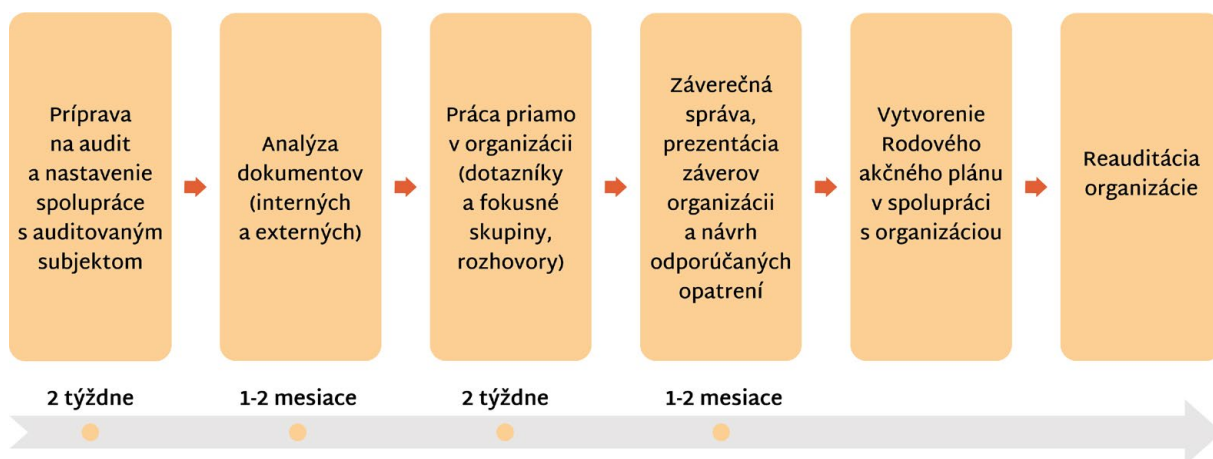 Príprava
na audit
a nastavenie
spolupráce
s auditovaným
subjektom
Analýza
dokumentov
(interných
a externých)
Práca priamo
v organizácii
(dotazníky
a fokusné
skupiny,
rozhovory)
Záverečná
správa,
prezentácia
záverov
organizácii
a návrh
odporúčaných
opatrení
Vytvorenie
Rodového
akčného plánu
v spolupráci
s organizáciou
Reauditácia
organizácie
2 týždne
1-2 mesiace
2 týždne
1-2 mesiace